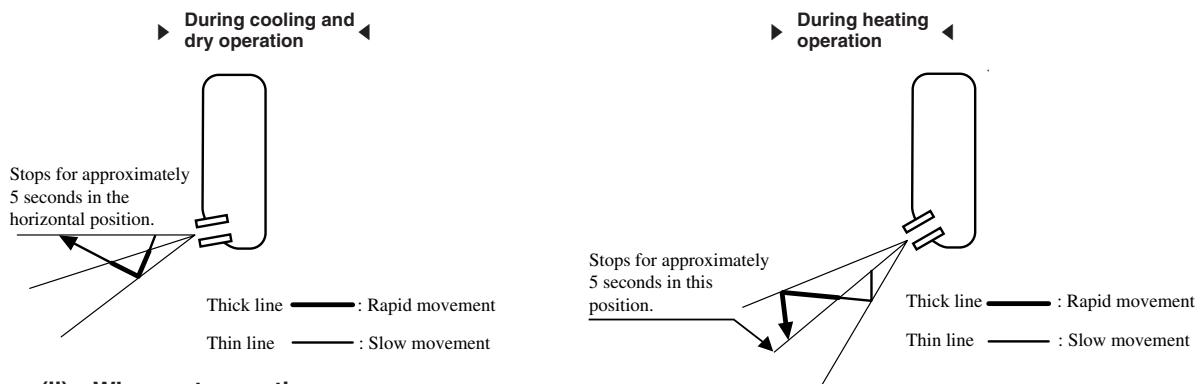 During cooling and
dry operation
Stops for approximately
5 seconds in the
horizontal position.
Thick line : Rapid movement
Thin line : Slow movement
During heating
operation
Stops for approximately
5 seconds in this
position.
Thick line : Rapid movement
Thin line : Slow movement